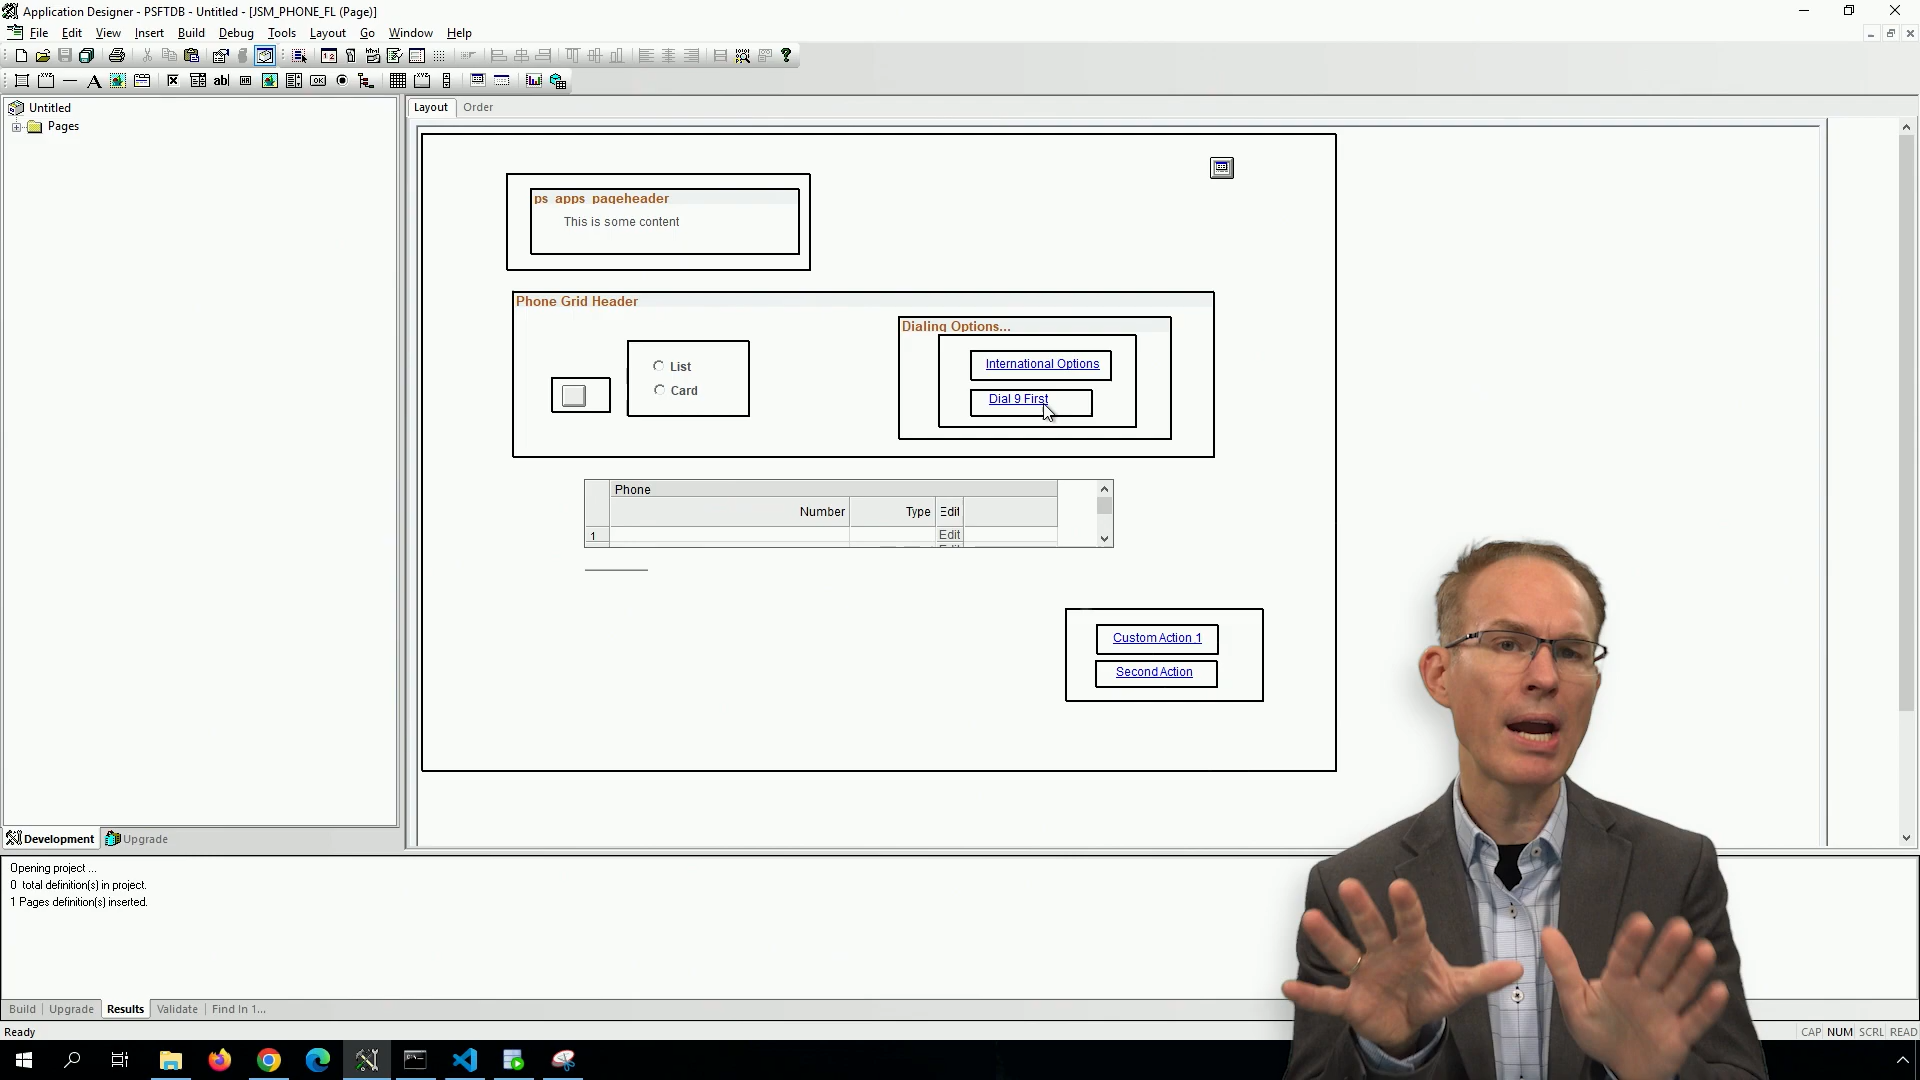 Application Designer - PSFTDB - Untitled - [JSM_PHONE_FL (Page)]
File Edit View Insert Build Debug Tools Layout Go Window Help
Untitled
Pages
Layout Order
ps_apps_pageheader
This is some content
Phone Grid Header
List
Card
Dialing Options...
International Options
Dial 9 First
Phone
Number Type Edit
1 Edit
Custom Action 1
Second Action
Development Upgrade
Opening project ...
0 total definition(s) in project.
1 Pages definition(s) inserted.
Build Upgrade Results Validate Find In 1...
Ready
CAP NUM SCRL READ